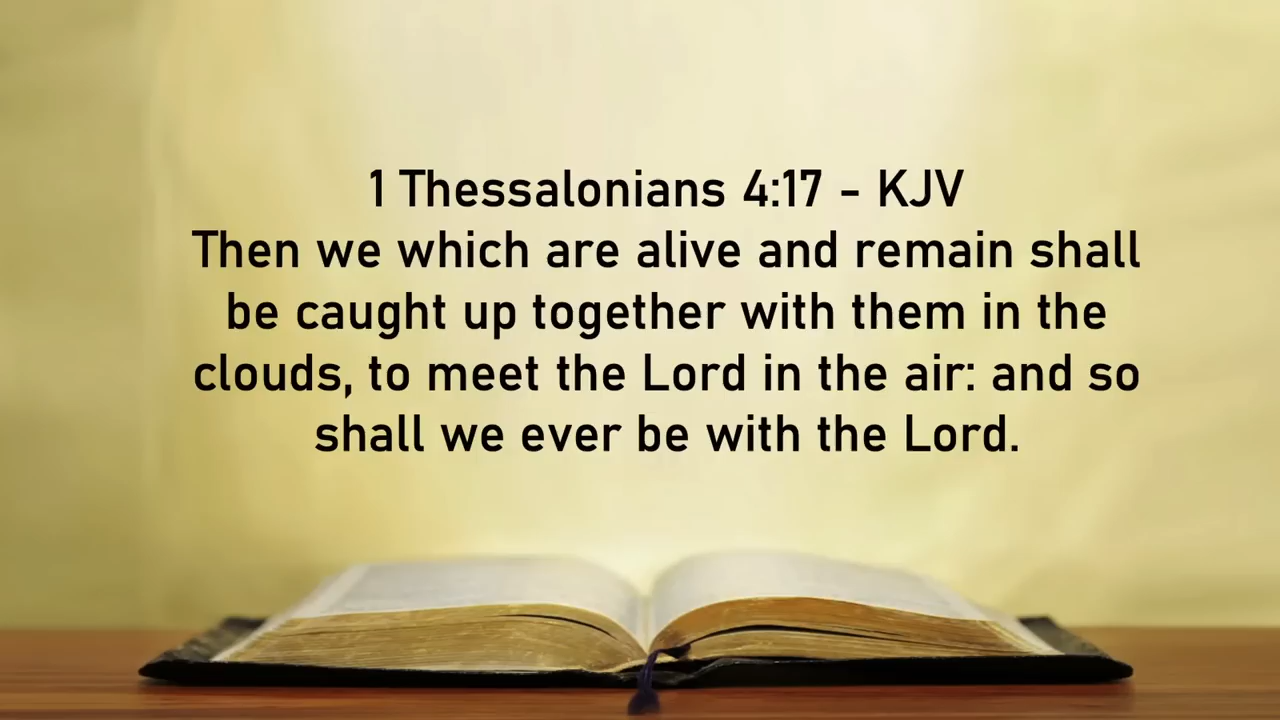 1 Thessalonians 4:17 - KJV
Then we which are alive and remain shall
be caught up together with them in the
clouds, to meet the Lord in the air: and so
shall we ever be with the Lord.